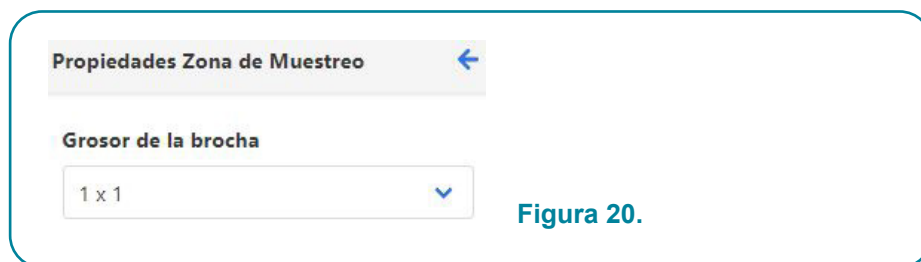 Propiedades Zona de Muestreo
Grosor de la brocha
1 x 1
Figura 20.